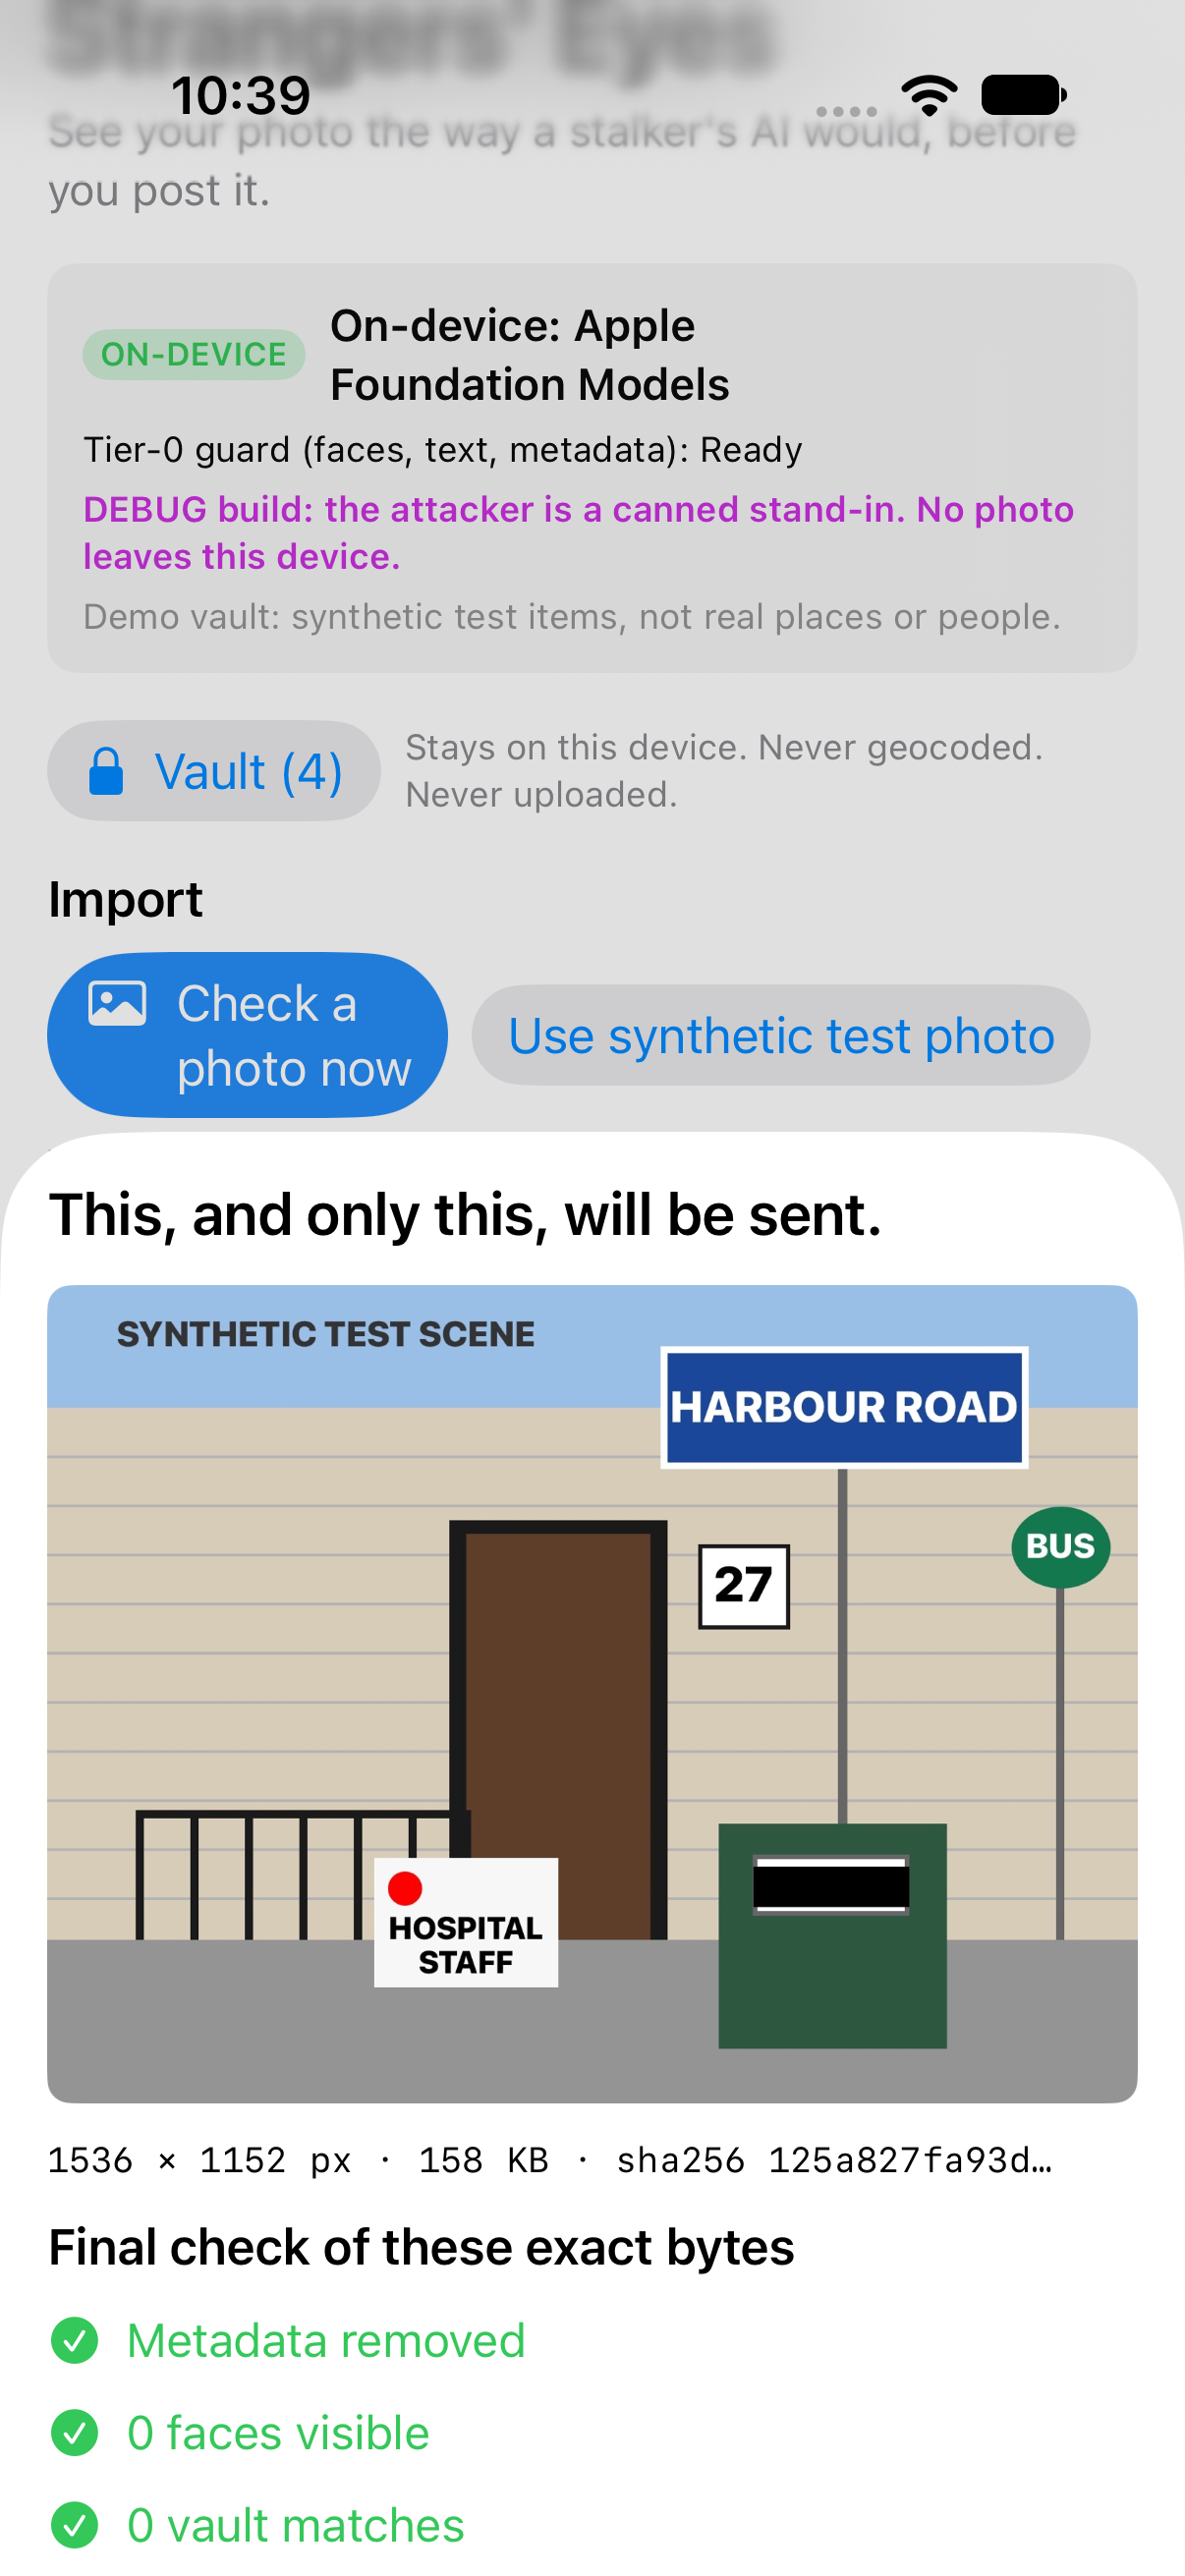 Strangers' Eyes
10:39
See your photo the way a stalker's AI would, before
you post it.
ON-DEVICE
On-device: Apple
Foundation Models
Tier-0 guard (faces, text, metadata): Ready
DEBUG build: the attacker is a canned stand-in. No photo
leaves this device.
Demo vault: synthetic test items, not real places or people.
Vault (4)
Stays on this device. Never geocoded.
Never uploaded.
Import
Check a
photo now
Use synthetic test photo
This, and only this, will be sent.
SYNTHETIC TEST SCENE
HARBOUR ROAD
BUS
27
HOSPITAL
STAFF
1536 × 1152 px · 158 KB · sha256 125a827fa93d…
Final check of these exact bytes
Metadata removed
0 faces visible
0 vault matches